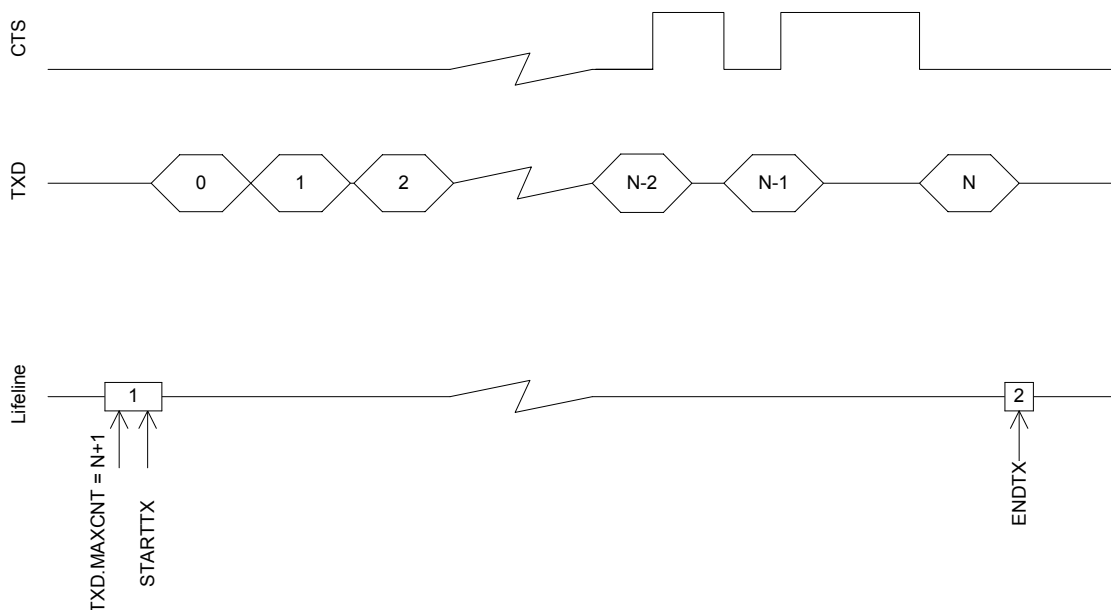 CTS
TXD
0
1
2
N-2
N-1
N
Lifeline
1
2
TXD.MAXCNT = N+1
STARTTX
ENDTX